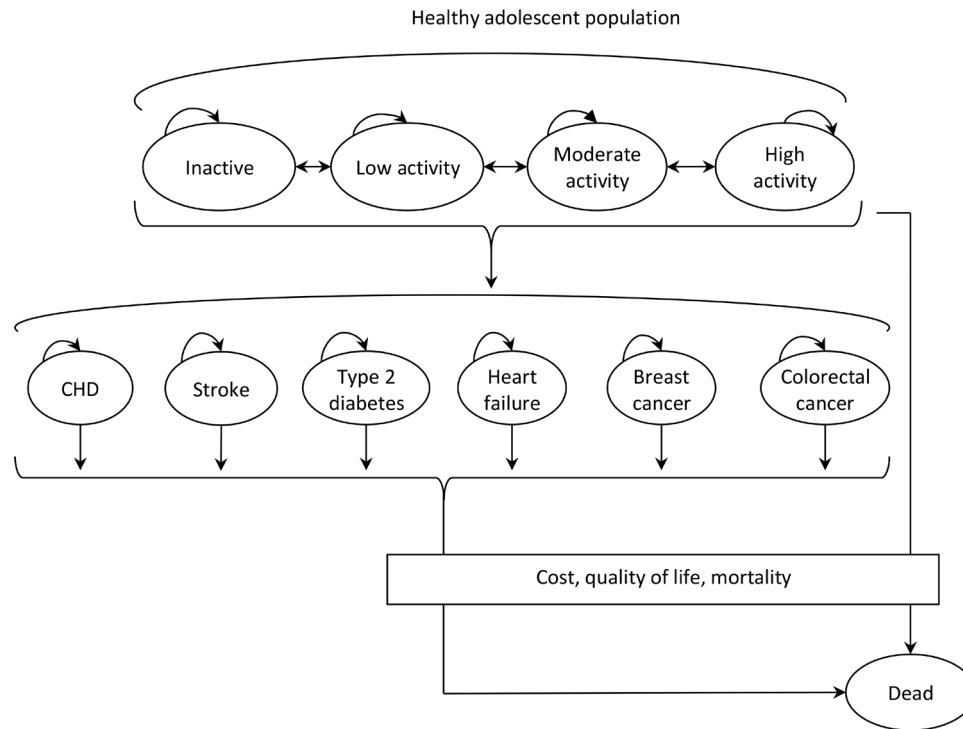 Healthy adolescent population
Inactive
Low activity
Moderate
activity
High
activity
CHD
Stroke
Type 2
diabetes
Heart
failure
Breast
cancer
Colorectal
cancer
Cost, quality of life, mortality
Dead